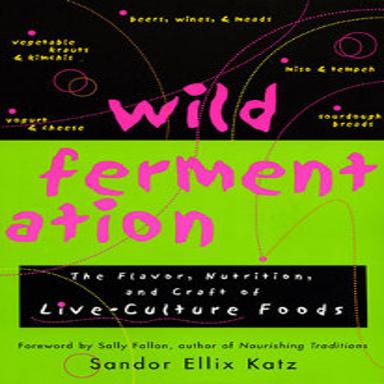 beers, wines, & meads
vegetable
krauts
& kimchis
miso & tempeh
yogurt
& cheese
sourdough
breads
wild
ferment
ation
The Flavor, Nutrition,
and Craft of
Live-Culture Foods
Foreword by Sally Fallon, author of Nourishing Traditions
Sandor Ellix Katz